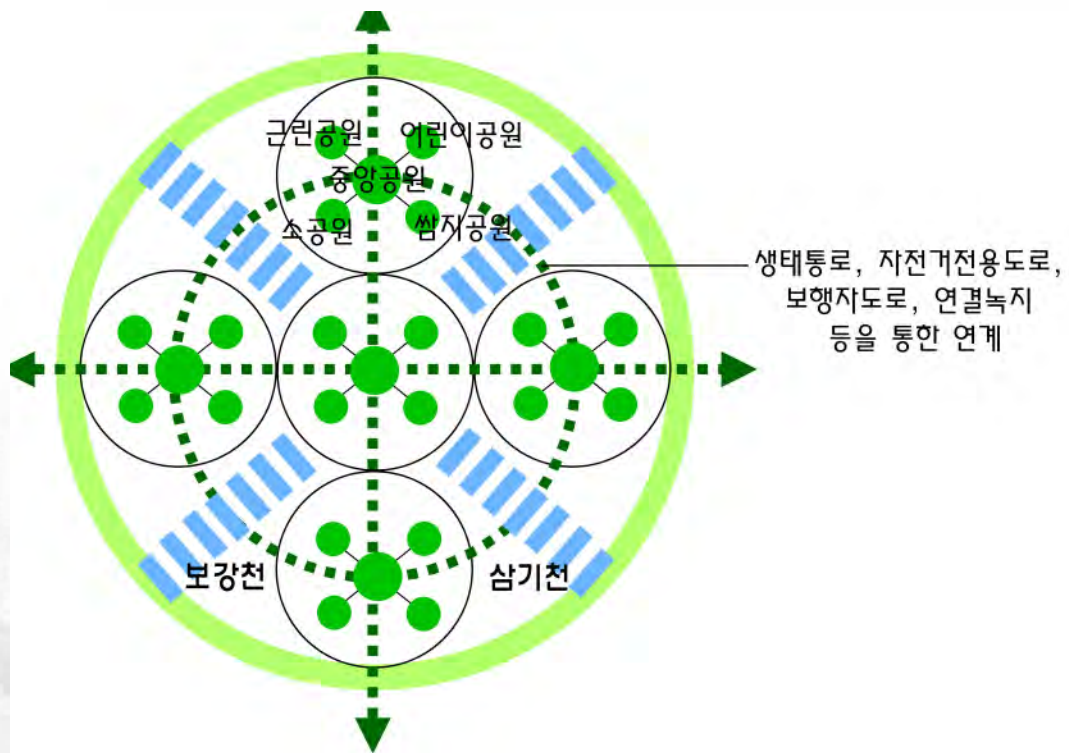 근린공원 어린이공원
중앙공원
소공원 쌈지공원
생태통로, 자전거전용도로,
보행자도로, 연결녹지
등을 통한 연계
보강천 삼기천